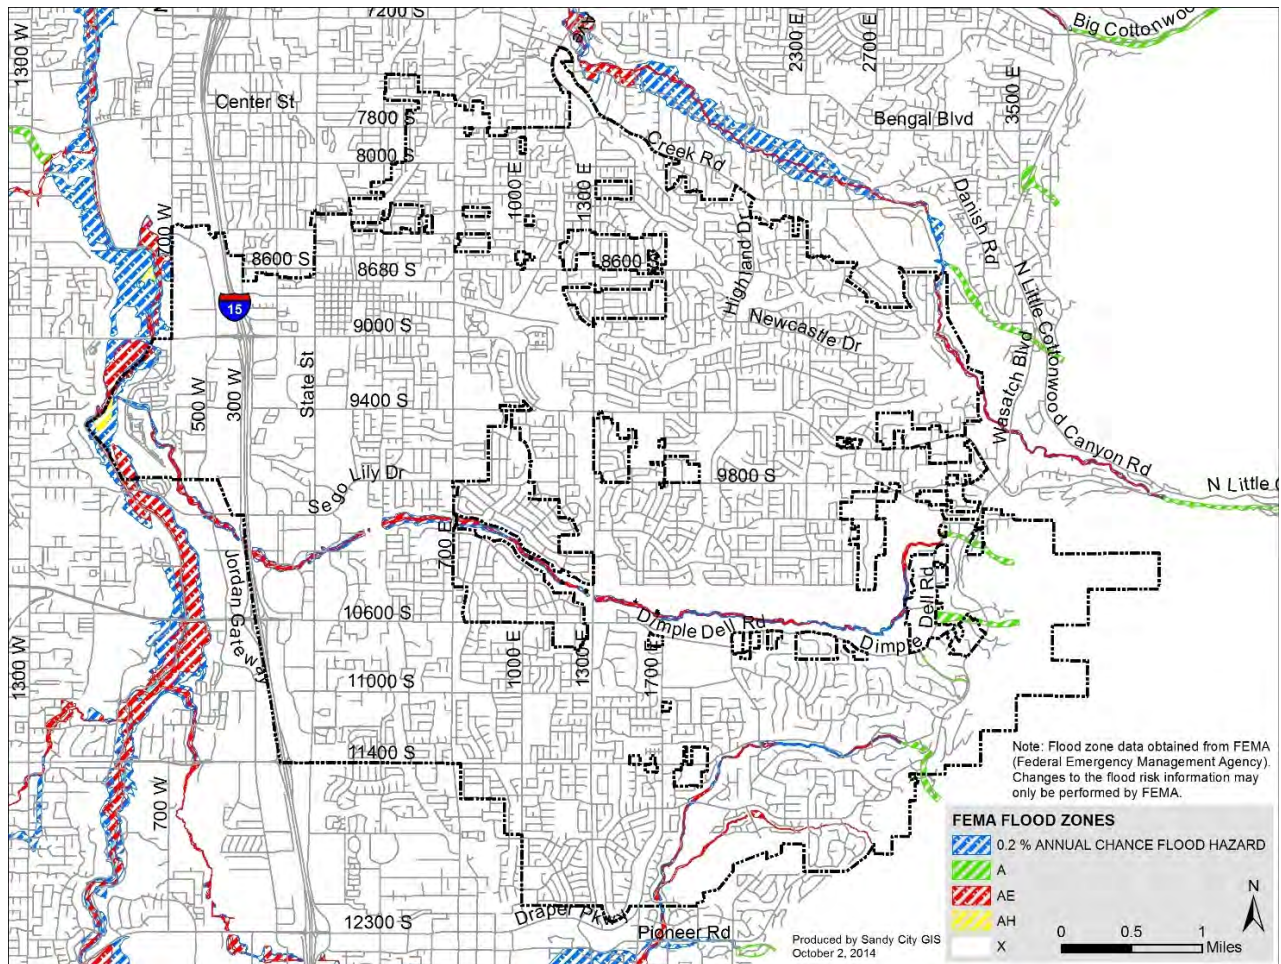 7200 S
Big Cottonwoo
1300 W
2300 E
2700 E
3500 E
Center St
7800 S
Bengal Blvd
8000 S
Creek Rd
1000 E
1300 E
Danish Rd
700 W
Highland Dr
8600 S
8680 S
8600
N Little Cottonwood Canyon Rd
15
9000 S
Newcastle Dr
State St
500 W
300 W
9400 S
Wasatch Blvd
Sego Lily Dr
9800 S
N Little
700 E
Jordan Gateway
10600 S
Dimple Dell Rd
Dimple Dell Rd
1300 W
1000 E
1300 E
1700 E
11000 S
11400 S
700 W
12300 S
Draper Pk
Pioneer Rd
Note: Flood zone data obtained from FEMA
(Federal Emergency Management Agency).
Changes to the flood risk information may
only be performed by FEMA.
FEMA FLOOD ZONES
0.2 % ANNUAL CHANCE FLOOD HAZARD
A
AE
AH
X
N
0 0.5 1
Miles
Produced by Sandy City GIS
October 2, 2014